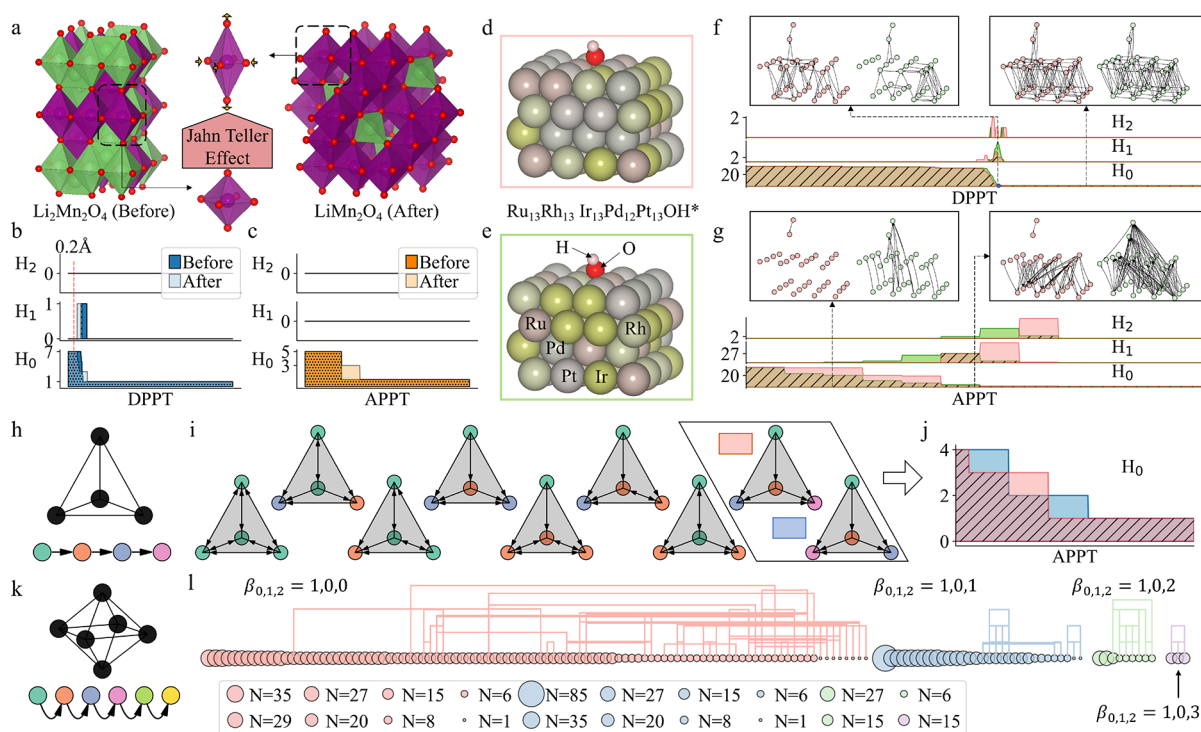 a
Jahn Teller
Effect
Li₂Mn₂O₄ (Before)
LiMn₂O₄ (After)
b
0.2Å
H₂
0
Before
After
H₁
1
0
H₀
7
1
DPPT
c
H₂
0
Before
After
H₁
0
H₀
5
3
1
APPT
d
Ru₁₃Rh₁₃ Ir₁₃Pd₁₂Pt₁₃OH*
e
H
O
Ru
Rh
Pd
Pt
Ir
f
2
H₂
2
H₁
20
H₀
DPPT
g
2
H₂
27
H₁
20
H₀
APPT
h
i
j
4
2
0
H₀
APPT
k
l
β₀,₁,₂ = 1,0,0
β₀,₁,₂ = 1,0,1
β₀,₁,₂ = 1,0,2
N=35 N=27 N=15 N=6 N=85 N=27 N=15 N=6 N=27 N=6
N=29 N=20 N=8 N=1 N=35 N=20 N=8 N=1 N=15 N=15
β₀,₁,₂ = 1,0,3